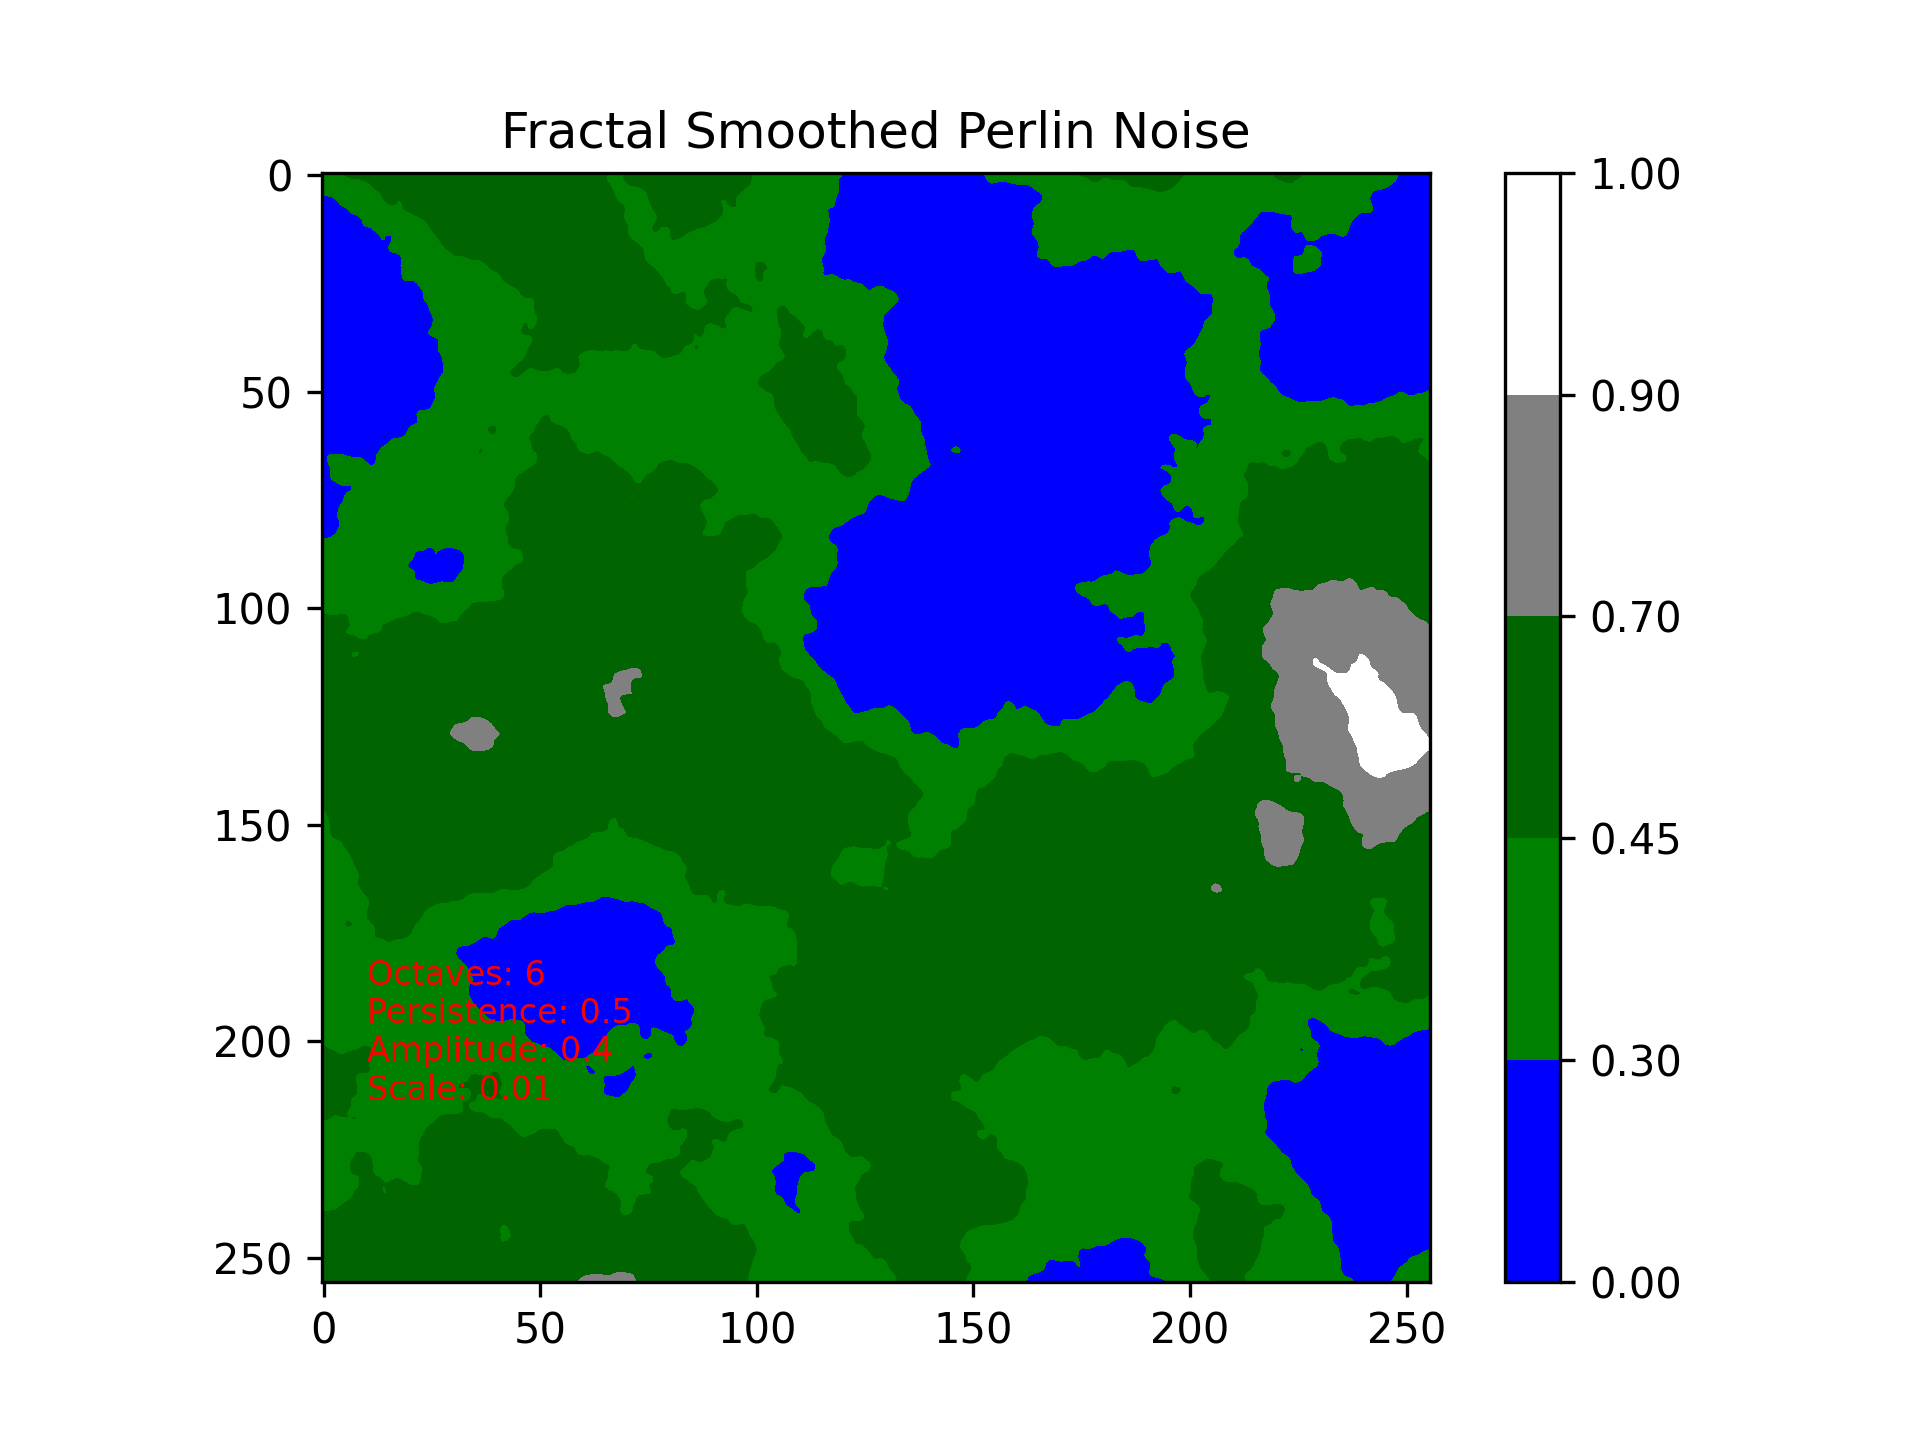 Fractal Smoothed Perlin Noise
0
50
100
150
200
250
0 50 100 150 200 250
Octaves: 6
Persistence: 0.5
Amplitude: 0.4
Scale: 0.01
1.00
0.90
0.70
0.45
0.30
0.00